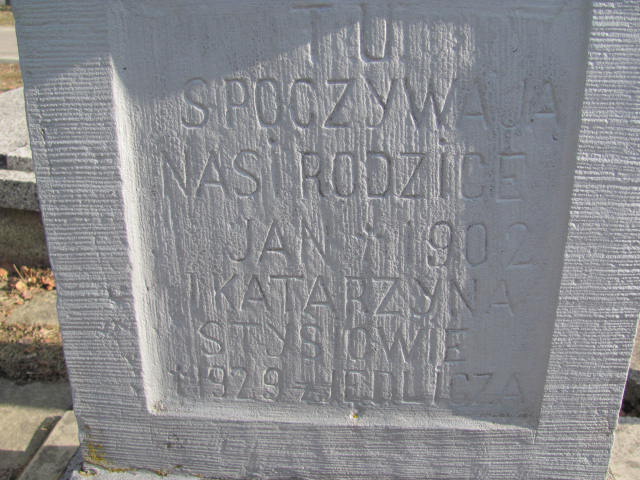 TU
SPOCZYWAJĄ
NASi RODZiCE
JAN † 1902
I KATARZYNA
STYSIOWIE
† 1929 Z JEDLiCZA